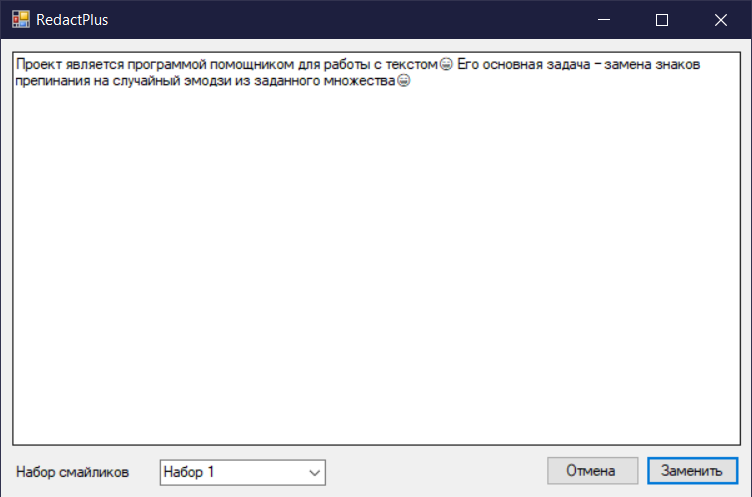 RedactPlus
Проект является программой помощником для работы с текстом😀 Его основная задача – замена знаков
препинания на случайный эмодзи из заданного множества😀
Набор смайликов
Набор 1
Отмена
Заменить